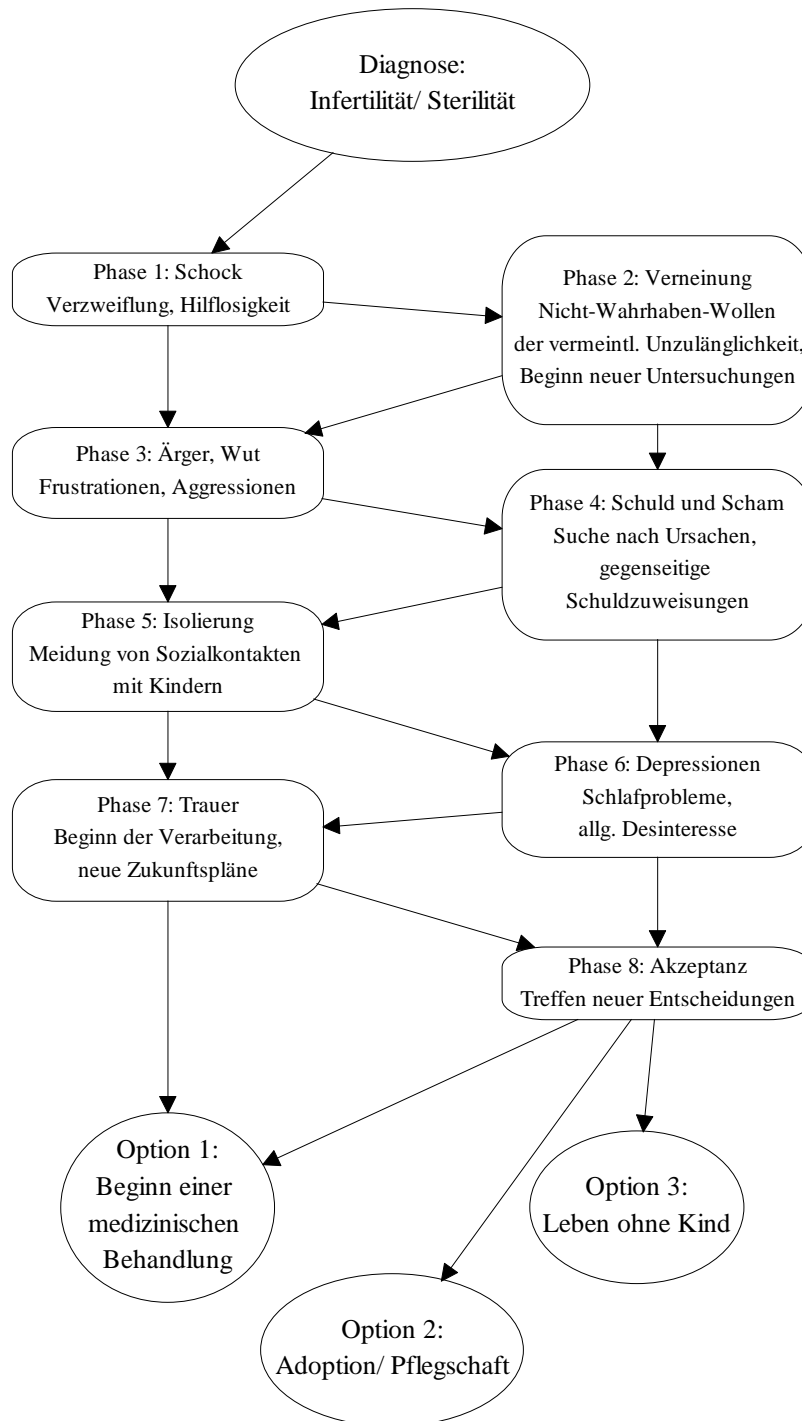 Diagnose:
Infertilität/ Sterilität
Phase 1: Schock
Verzweiflung, Hilflosigkeit
Phase 2: Verneinung
Nicht-Wahrhaben-Wollen
der vermeintl. Unzulänglichkeit,
Beginn neuer Untersuchungen
Phase 3: Ärger, Wut
Frustrationen, Aggressionen
Phase 4: Schuld und Scham
Suche nach Ursachen,
gegenseitige
Schuldzuweisungen
Phase 5: Isolierung
Meidung von Sozialkontakten
mit Kindern
Phase 6: Depressionen
Schlafprobleme,
allg. Desinteresse
Phase 7: Trauer
Beginn der Verarbeitung,
neue Zukunftspläne
Phase 8: Akzeptanz
Treffen neuer Entscheidungen
Option 1:
Beginn einer
medizinischen
Behandlung
Option 3:
Leben ohne Kind
Option 2:
Adoption/ Pflegschaft